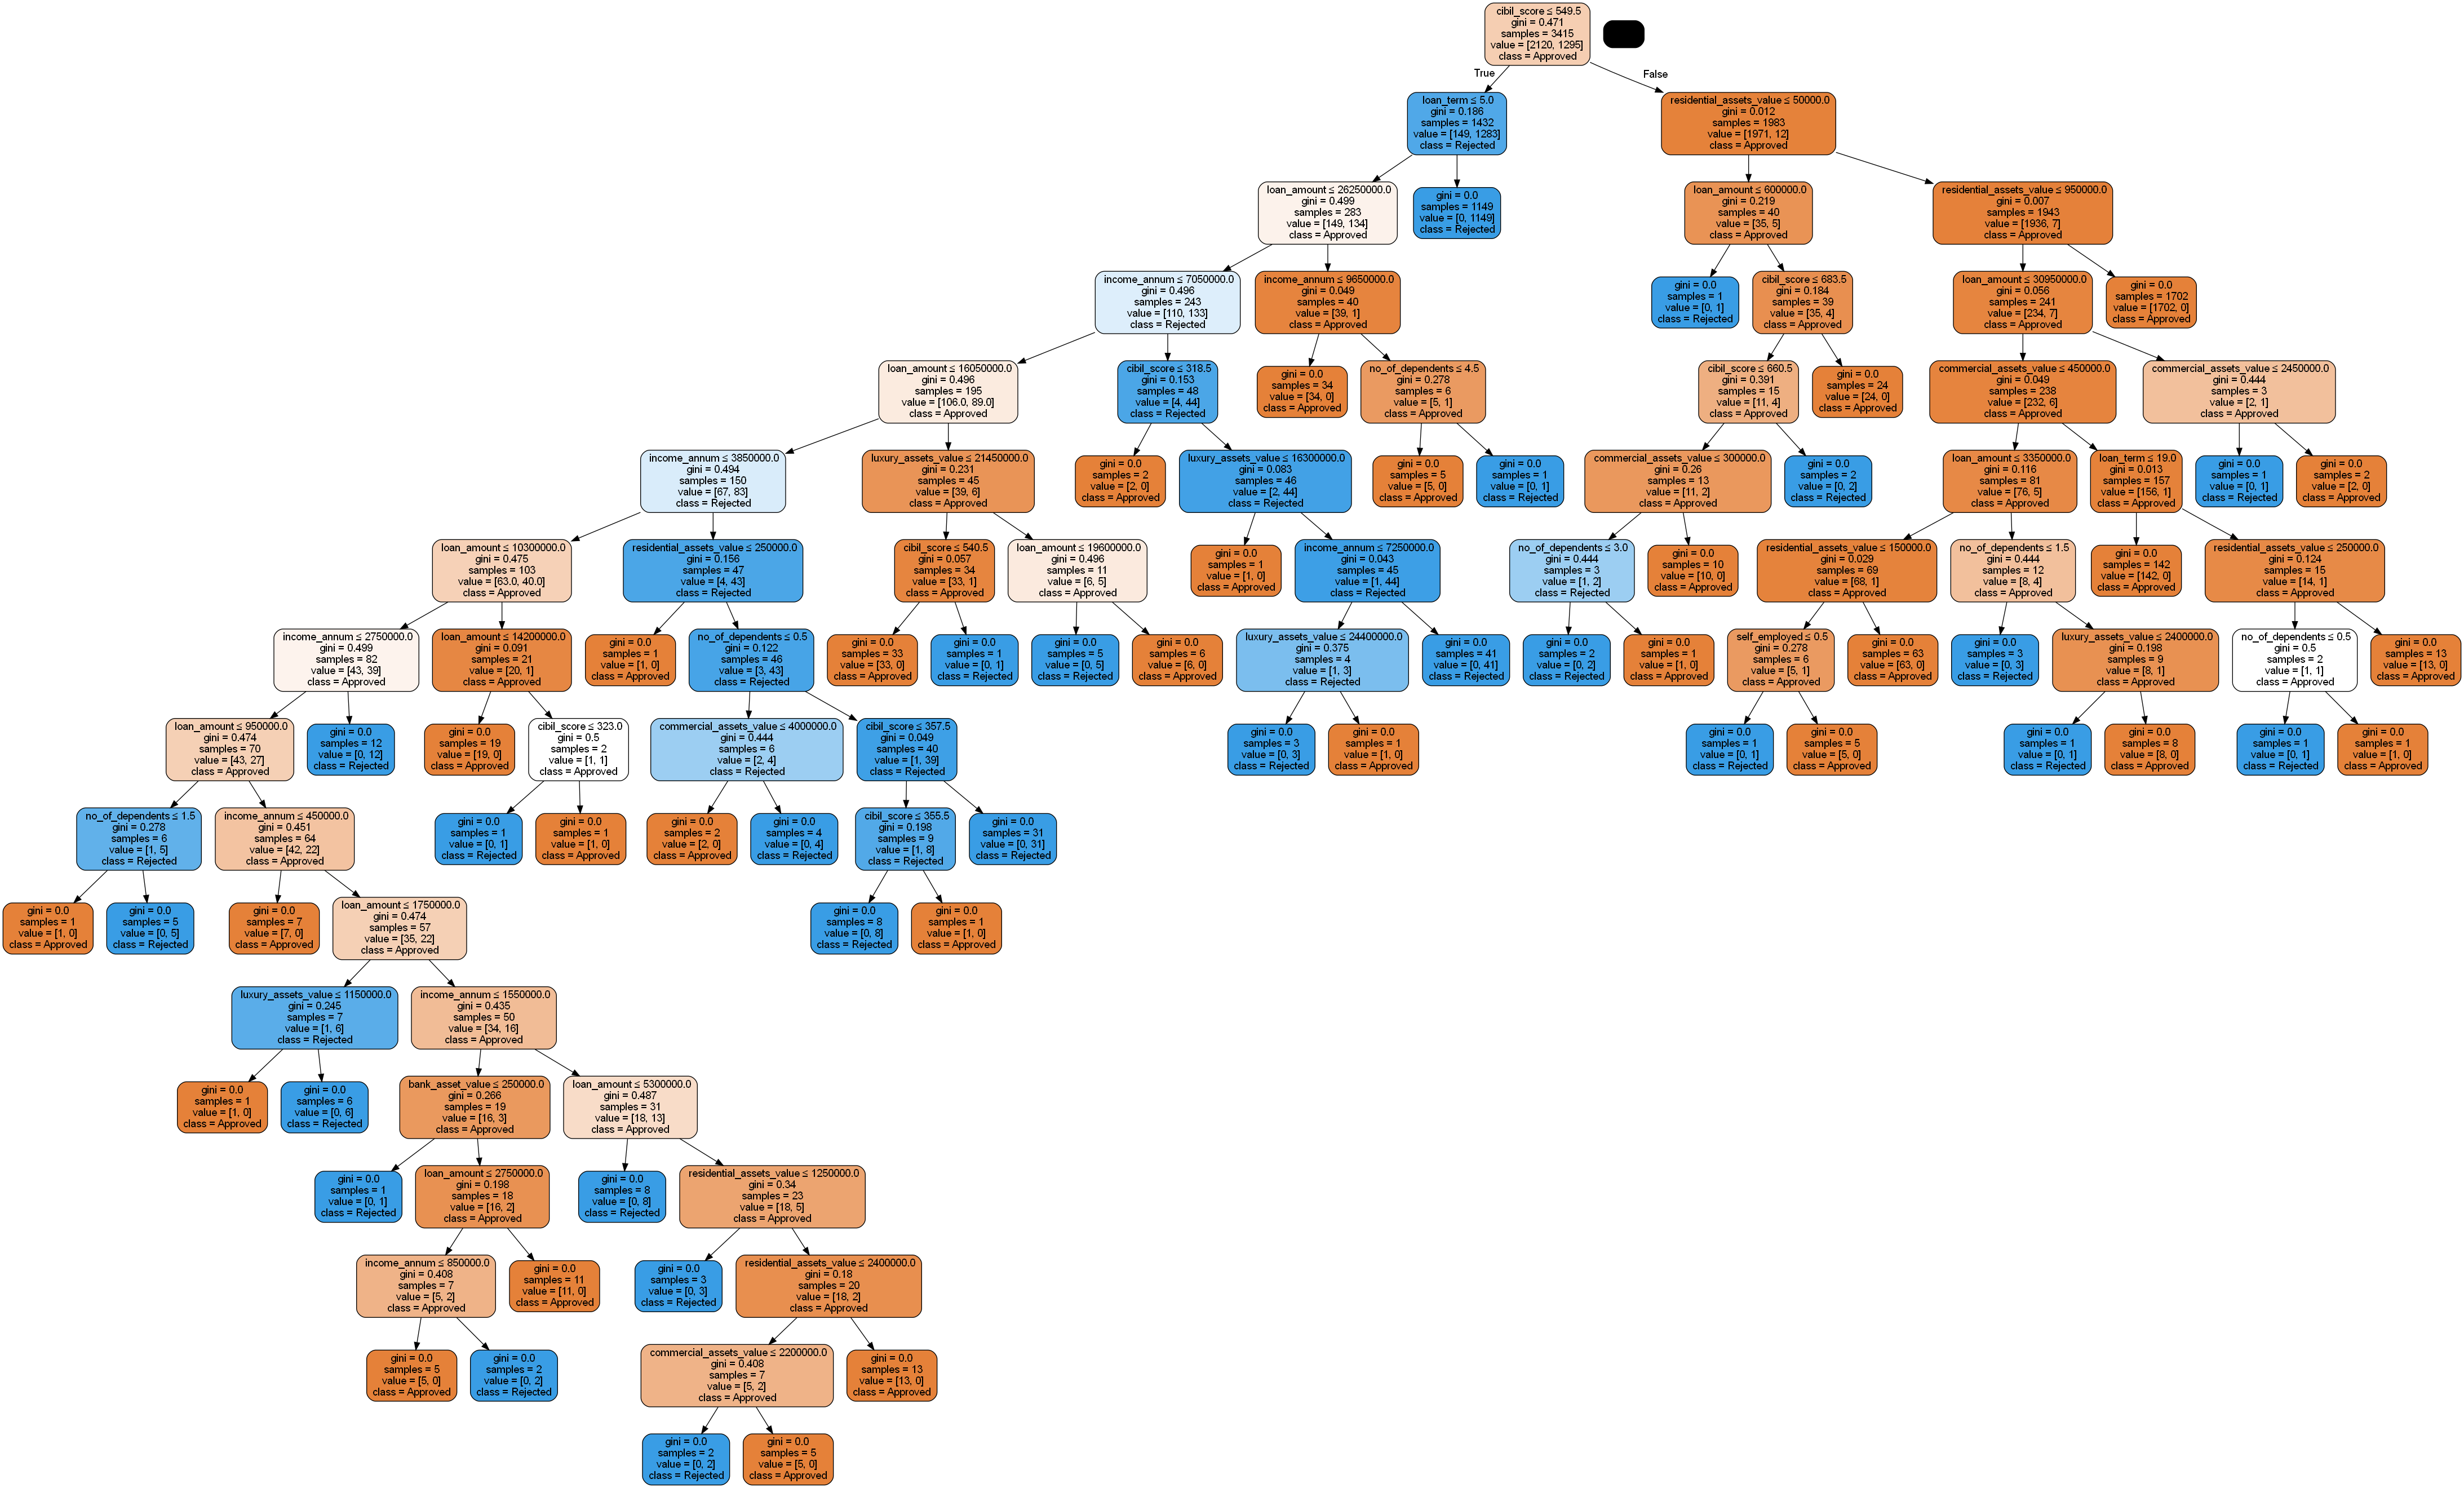 cibil_score ≤ 549.5
gini = 0.471
samples = 3415
value = [2120, 1295]
class = Approved
True
False
loan_term ≤ 5.0
gini = 0.186
samples = 1432
value = [149, 1283]
class = Rejected
residential_assets_value ≤ 50000.0
gini = 0.012
samples = 1983
value = [1971, 12]
class = Approved
loan_amount ≤ 26250000.0
gini = 0.499
samples = 283
value = [149, 134]
class = Approved
gini = 0.0
samples = 1149
value = [0, 1149]
class = Rejected
loan_amount ≤ 600000.0
gini = 0.219
samples = 40
value = [35, 5]
class = Approved
residential_assets_value ≤ 950000.0
gini = 0.007
samples = 1943
value = [1936, 7]
class = Approved
income_annum ≤ 7050000.0
gini = 0.496
samples = 243
value = [110, 133]
class = Rejected
income_annum ≤ 9650000.0
gini = 0.049
samples = 40
value = [39, 1]
class = Approved
gini = 0.0
samples = 1
value = [0, 1]
class = Rejected
cibil_score ≤ 683.5
gini = 0.184
samples = 39
value = [35, 4]
class = Approved
loan_amount ≤ 30950000.0
gini = 0.056
samples = 241
value = [234, 7]
class = Approved
gini = 0.0
samples = 1702
value = [1702, 0]
class = Approved
loan_amount ≤ 16050000.0
gini = 0.496
samples = 195
value = [106.0, 89.0]
class = Approved
cibil_score ≤ 318.5
gini = 0.153
samples = 48
value = [4, 44]
class = Rejected
gini = 0.0
samples = 34
value = [34, 0]
class = Approved
no_of_dependents ≤ 4.5
gini = 0.278
samples = 6
value = [5, 1]
class = Approved
cibil_score ≤ 660.5
gini = 0.391
samples = 15
value = [11, 4]
class = Approved
gini = 0.0
samples = 24
value = [24, 0]
class = Approved
commercial_assets_value ≤ 450000.0
gini = 0.049
samples = 238
value = [232, 6]
class = Approved
commercial_assets_value ≤ 2450000.0
gini = 0.444
samples = 3
value = [2, 1]
class = Approved
income_annum ≤ 3850000.0
gini = 0.494
samples = 150
value = [67, 83]
class = Rejected
luxury_assets_value ≤ 21450000.0
gini = 0.231
samples = 45
value = [39, 6]
class = Approved
gini = 0.0
samples = 2
value = [2, 0]
class = Approved
luxury_assets_value ≤ 16300000.0
gini = 0.083
samples = 46
value = [2, 44]
class = Rejected
gini = 0.0
samples = 5
value = [5, 0]
class = Approved
gini = 0.0
samples = 1
value = [0, 1]
class = Rejected
commercial_assets_value ≤ 300000.0
gini = 0.26
samples = 13
value = [11, 2]
class = Approved
gini = 0.0
samples = 2
value = [0, 2]
class = Rejected
loan_amount ≤ 3350000.0
gini = 0.116
samples = 81
value = [76, 5]
class = Approved
loan_term ≤ 19.0
gini = 0.013
samples = 157
value = [156, 1]
class = Approved
gini = 0.0
samples = 1
value = [0, 1]
class = Rejected
gini = 0.0
samples = 2
value = [2, 0]
class = Approved
loan_amount ≤ 10300000.0
gini = 0.475
samples = 103
value = [63.0, 40.0]
class = Approved
residential_assets_value ≤ 250000.0
gini = 0.156
samples = 47
value = [4, 43]
class = Rejected
cibil_score ≤ 540.5
gini = 0.057
samples = 34
value = [33, 1]
class = Approved
loan_amount ≤ 19600000.0
gini = 0.496
samples = 11
value = [6, 5]
class = Approved
gini = 0.0
samples = 1
value = [1, 0]
class = Approved
income_annum ≤ 7250000.0
gini = 0.043
samples = 45
value = [1, 44]
class = Rejected
no_of_dependents ≤ 3.0
gini = 0.444
samples = 3
value = [1, 2]
class = Rejected
gini = 0.0
samples = 10
value = [10, 0]
class = Approved
residential_assets_value ≤ 150000.0
gini = 0.029
samples = 69
value = [68, 1]
class = Approved
no_of_dependents ≤ 1.5
gini = 0.444
samples = 12
value = [8, 4]
class = Approved
gini = 0.0
samples = 142
value = [142, 0]
class = Approved
residential_assets_value ≤ 250000.0
gini = 0.124
samples = 15
value = [14, 1]
class = Approved
income_annum ≤ 2750000.0
gini = 0.499
samples = 82
value = [43, 39]
class = Approved
loan_amount ≤ 14200000.0
gini = 0.091
samples = 21
value = [20, 1]
class = Approved
gini = 0.0
samples = 1
value = [1, 0]
class = Approved
no_of_dependents ≤ 0.5
gini = 0.122
samples = 46
value = [3, 43]
class = Rejected
gini = 0.0
samples = 33
value = [33, 0]
class = Approved
gini = 0.0
samples = 1
value = [0, 1]
class = Rejected
gini = 0.0
samples = 5
value = [0, 5]
class = Rejected
gini = 0.0
samples = 6
value = [6, 0]
class = Approved
luxury_assets_value ≤ 24400000.0
gini = 0.375
samples = 4
value = [1, 3]
class = Rejected
gini = 0.0
samples = 41
value = [0, 41]
class = Rejected
gini = 0.0
samples = 2
value = [0, 2]
class = Rejected
gini = 0.0
samples = 1
value = [1, 0]
class = Approved
self_employed ≤ 0.5
gini = 0.278
samples = 6
value = [5, 1]
class = Approved
gini = 0.0
samples = 63
value = [63, 0]
class = Approved
gini = 0.0
samples = 3
value = [0, 3]
class = Rejected
luxury_assets_value ≤ 2400000.0
gini = 0.198
samples = 9
value = [8, 1]
class = Approved
no_of_dependents ≤ 0.5
gini = 0.5
samples = 2
value = [1, 1]
class = Approved
gini = 0.0
samples = 13
value = [13, 0]
class = Approved
loan_amount ≤ 950000.0
gini = 0.474
samples = 70
value = [43, 27]
class = Approved
gini = 0.0
samples = 12
value = [0, 12]
class = Rejected
gini = 0.0
samples = 19
value = [19, 0]
class = Approved
cibil_score ≤ 323.0
gini = 0.5
samples = 2
value = [1, 1]
class = Approved
commercial_assets_value ≤ 4000000.0
gini = 0.444
samples = 6
value = [2, 4]
class = Rejected
cibil_score ≤ 357.5
gini = 0.049
samples = 40
value = [1, 39]
class = Rejected
gini = 0.0
samples = 3
value = [0, 3]
class = Rejected
gini = 0.0
samples = 1
value = [1, 0]
class = Approved
gini = 0.0
samples = 1
value = [0, 1]
class = Rejected
gini = 0.0
samples = 5
value = [5, 0]
class = Approved
gini = 0.0
samples = 1
value = [0, 1]
class = Rejected
gini = 0.0
samples = 8
value = [8, 0]
class = Approved
gini = 0.0
samples = 1
value = [0, 1]
class = Rejected
gini = 0.0
samples = 1
value = [1, 0]
class = Approved
no_of_dependents ≤ 1.5
gini = 0.278
samples = 6
value = [1, 5]
class = Rejected
income_annum ≤ 450000.0
gini = 0.451
samples = 64
value = [42, 22]
class = Approved
gini = 0.0
samples = 1
value = [0, 1]
class = Rejected
gini = 0.0
samples = 1
value = [1, 0]
class = Approved
gini = 0.0
samples = 2
value = [2, 0]
class = Approved
gini = 0.0
samples = 4
value = [0, 4]
class = Rejected
cibil_score ≤ 355.5
gini = 0.198
samples = 9
value = [1, 8]
class = Rejected
gini = 0.0
samples = 31
value = [0, 31]
class = Rejected
gini = 0.0
samples = 1
value = [1, 0]
class = Approved
gini = 0.0
samples = 5
value = [0, 5]
class = Rejected
gini = 0.0
samples = 7
value = [7, 0]
class = Approved
loan_amount ≤ 1750000.0
gini = 0.474
samples = 57
value = [35, 22]
class = Approved
gini = 0.0
samples = 8
value = [0, 8]
class = Rejected
gini = 0.0
samples = 1
value = [1, 0]
class = Approved
luxury_assets_value ≤ 1150000.0
gini = 0.245
samples = 7
value = [1, 6]
class = Rejected
income_annum ≤ 1550000.0
gini = 0.435
samples = 50
value = [34, 16]
class = Approved
gini = 0.0
samples = 1
value = [1, 0]
class = Approved
gini = 0.0
samples = 6
value = [0, 6]
class = Rejected
bank_asset_value ≤ 250000.0
gini = 0.266
samples = 19
value = [16, 3]
class = Approved
loan_amount ≤ 5300000.0
gini = 0.487
samples = 31
value = [18, 13]
class = Approved
gini = 0.0
samples = 1
value = [0, 1]
class = Rejected
loan_amount ≤ 2750000.0
gini = 0.198
samples = 18
value = [16, 2]
class = Approved
gini = 0.0
samples = 8
value = [0, 8]
class = Rejected
residential_assets_value ≤ 1250000.0
gini = 0.34
samples = 23
value = [18, 5]
class = Approved
income_annum ≤ 850000.0
gini = 0.408
samples = 7
value = [5, 2]
class = Approved
gini = 0.0
samples = 11
value = [11, 0]
class = Approved
gini = 0.0
samples = 3
value = [0, 3]
class = Rejected
residential_assets_value ≤ 2400000.0
gini = 0.18
samples = 20
value = [18, 2]
class = Approved
gini = 0.0
samples = 5
value = [5, 0]
class = Approved
gini = 0.0
samples = 2
value = [0, 2]
class = Rejected
commercial_assets_value ≤ 2200000.0
gini = 0.408
samples = 7
value = [5, 2]
class = Approved
gini = 0.0
samples = 13
value = [13, 0]
class = Approved
gini = 0.0
samples = 2
value = [0, 2]
class = Rejected
gini = 0.0
samples = 5
value = [5, 0]
class = Approved